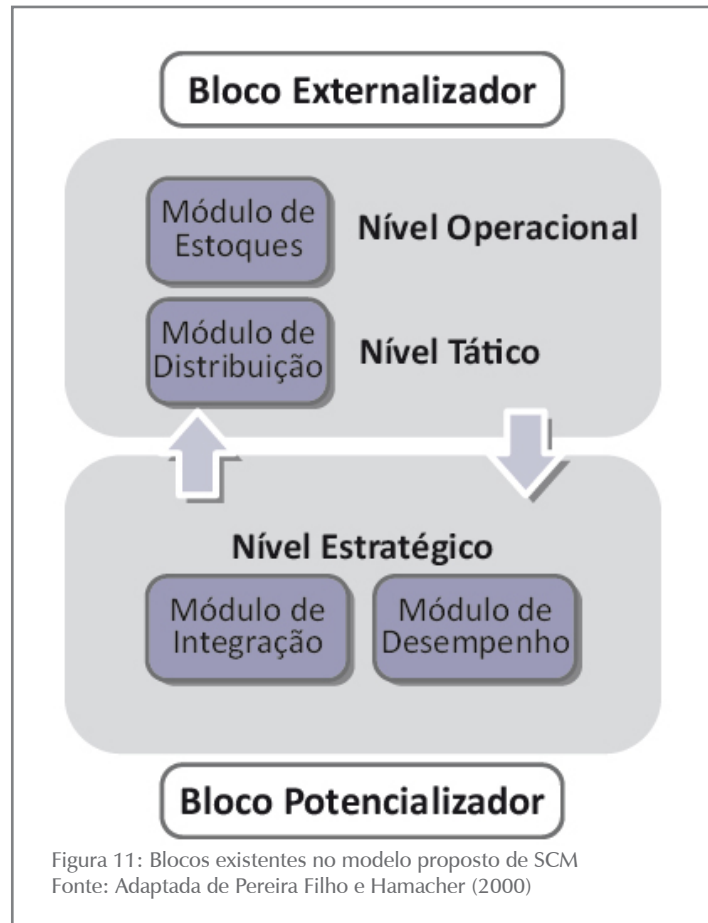 Bloco Externalizador
Módulo de
Estoques
Nível Operacional
Módulo de
Distribuição
Nível Tático
Nível Estratégico
Módulo de
Integração
Módulo de
Desempenho
Bloco Potencializador
Figura 11: Blocos existentes no modelo proposto de SCM
Fonte: Adaptada de Pereira Filho e Hamacher (2000)